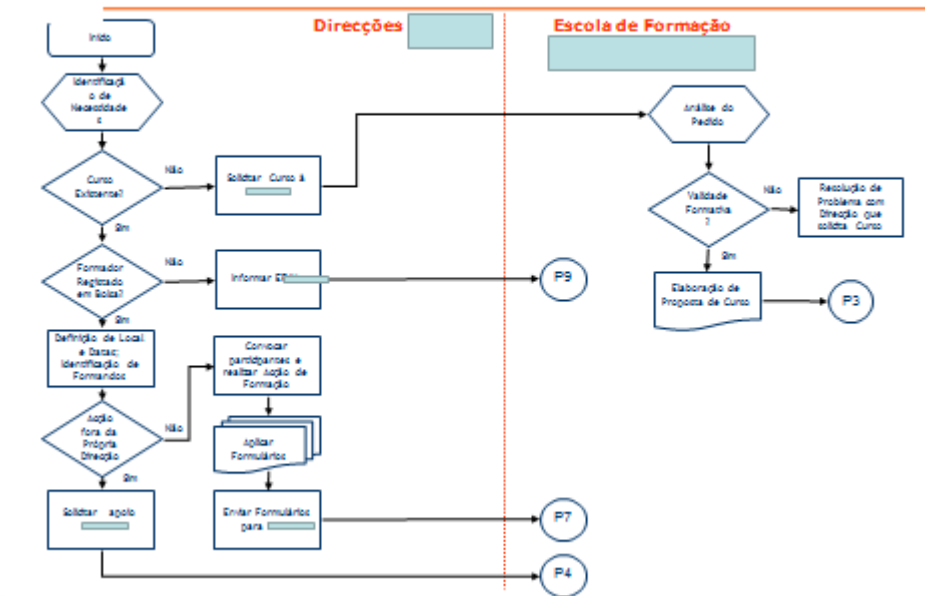 Direcções
Escola de Formação
Início
Identificaçã
o de
Necessidade
s
Análise do
Pedido
Curso
Existente?
Não
Solicitar Curso à
Validade
Formativa
?
Não
Resolução de
Problema com
Direcção que
solicita Curso
Sim
Sim
Formador
Registado
em Bolsa?
Não
Informar
P9
Elaboração de
Proposta de Curso
P3
Sim
Definição de Local
e Datas;
Identificação de
Formandos
Convocar
participantes e
realizar Acção de
Formação
Acção
fora da
Própria
Direcção
Não
Aplicar
Formulários
Sim
Solicitar apoio
Enviar Formulários
para
P7
P4